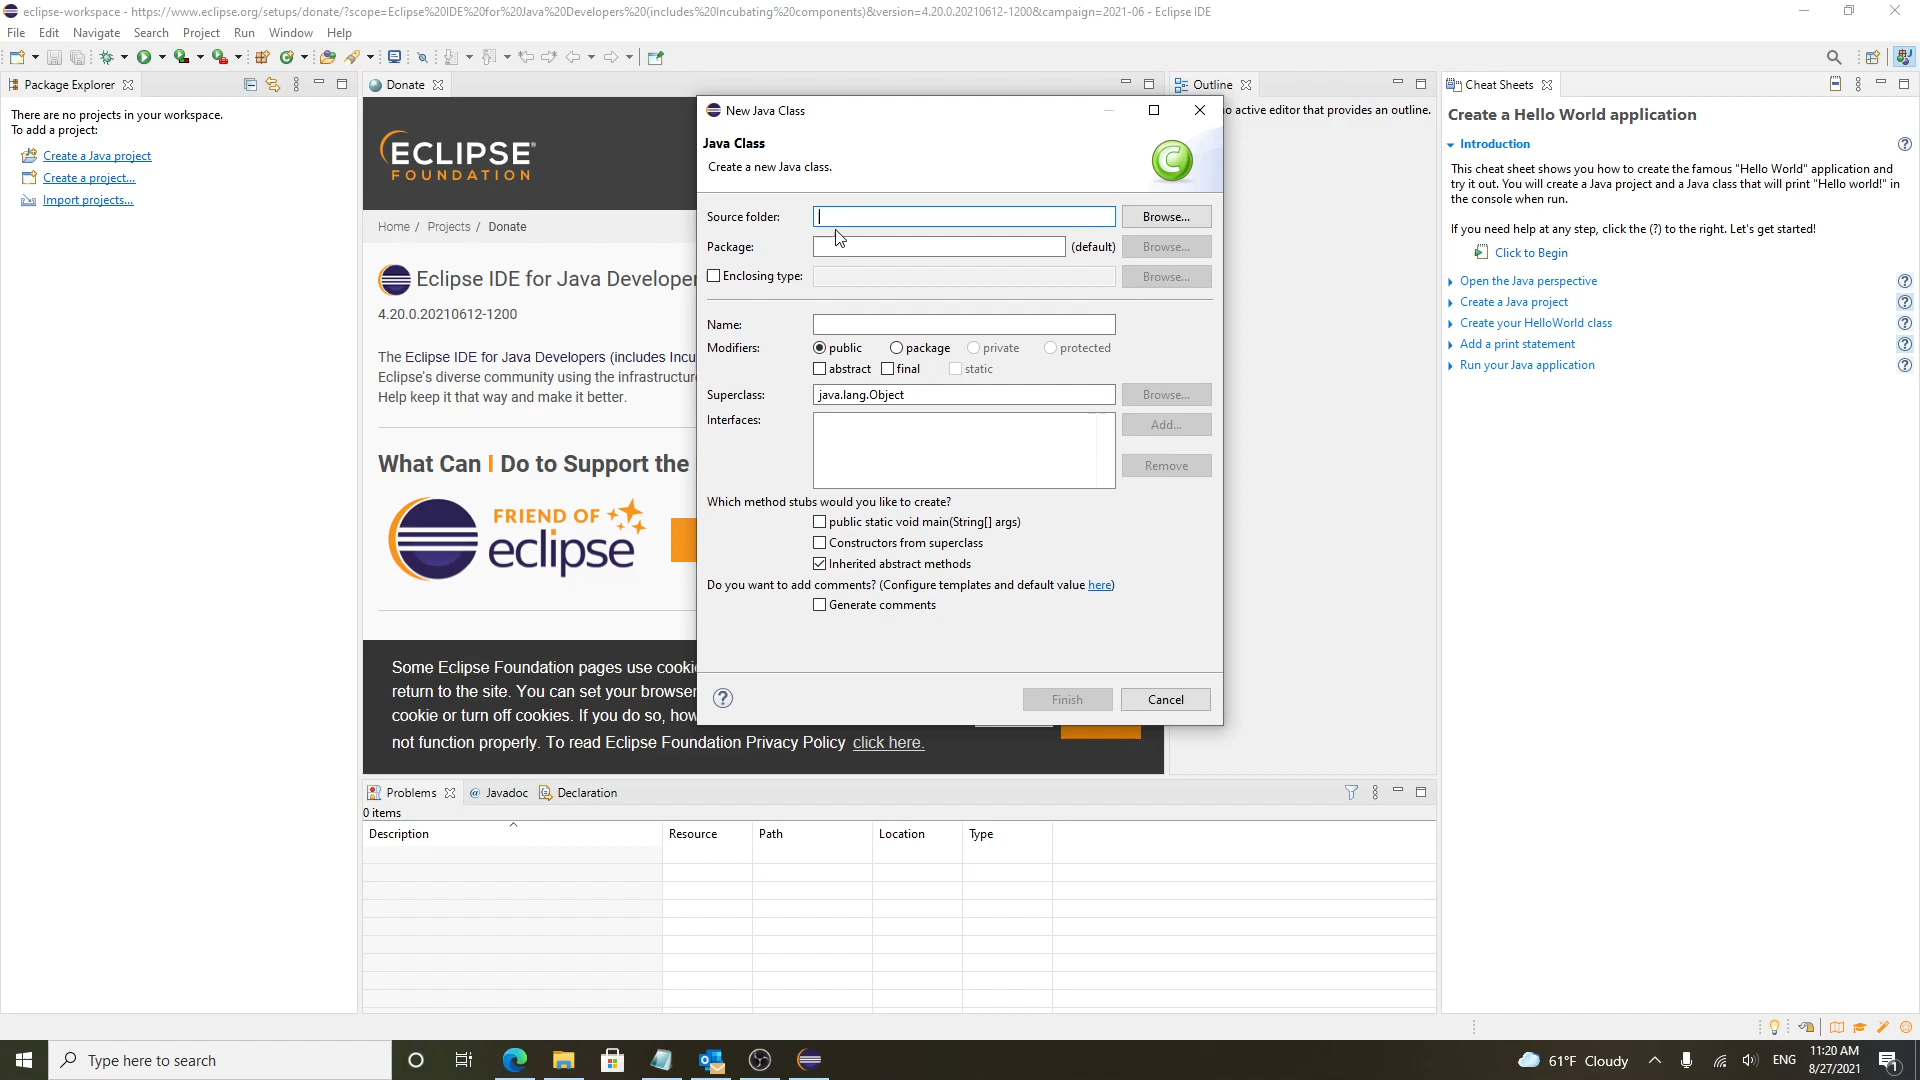 eclipse-workspace - https://www.eclipse.org/setups/donate/?scope=Eclipse%20IDE%20for%20Java%20Developers%20(includes%20Incubating%20components)&version=4.20.0.20210612-1200&campaign=2021-06 - Eclipse IDE
File Edit Navigate Search Project Run Window Help
Package Explorer
There are no projects in your workspace.
To add a project:
Create a Java project
Create a project...
Import projects...
Donate
ECLIPSE
FOUNDATION
Home / Projects / Donate
Eclipse IDE for Java Develope
4.20.0.20210612-1200
The Eclipse IDE for Java Developers (includes Incu
Eclipse's diverse community using the infrastructur
Help keep it that way and make it better.
What Can I Do to Support the
FRIEND OF
eclipse
Some Eclipse Foundation pages use cooki
return to the site. You can set your browser
cookie or turn off cookies. If you do so, how
not function properly. To read Eclipse Foundation Privacy Policy click here.
New Java Class
Java Class
Create a new Java class.
C
Source folder: Browse...
Package: (default) Browse...
Enclosing type: Browse...
Name:
Modifiers: public package private protected
abstract final static
Superclass: java.lang.Object Browse...
Interfaces: Add...
Remove
Which method stubs would you like to create?
public static void main(String[] args)
Constructors from superclass
Inherited abstract methods
Do you want to add comments? (Configure templates and default value here)
Generate comments
? Finish Cancel
Outline
o active editor that provides an outline.
Cheat Sheets
Create a Hello World application
Introduction
This cheat sheet shows you how to create the famous "Hello World" application and
try it out. You will create a Java project and a Java class that will print "Hello world!" in
the console when run.
If you need help at any step, click the (?) to the right. Let's get started!
Click to Begin
Open the Java perspective
Create a Java project
Create your HelloWorld class
Add a print statement
Run your Java application
Problems @ Javadoc Declaration
0 items
Description Resource Path Location Type
Type here to search
61°F Cloudy
ENG
11:20 AM
8/27/2021
1